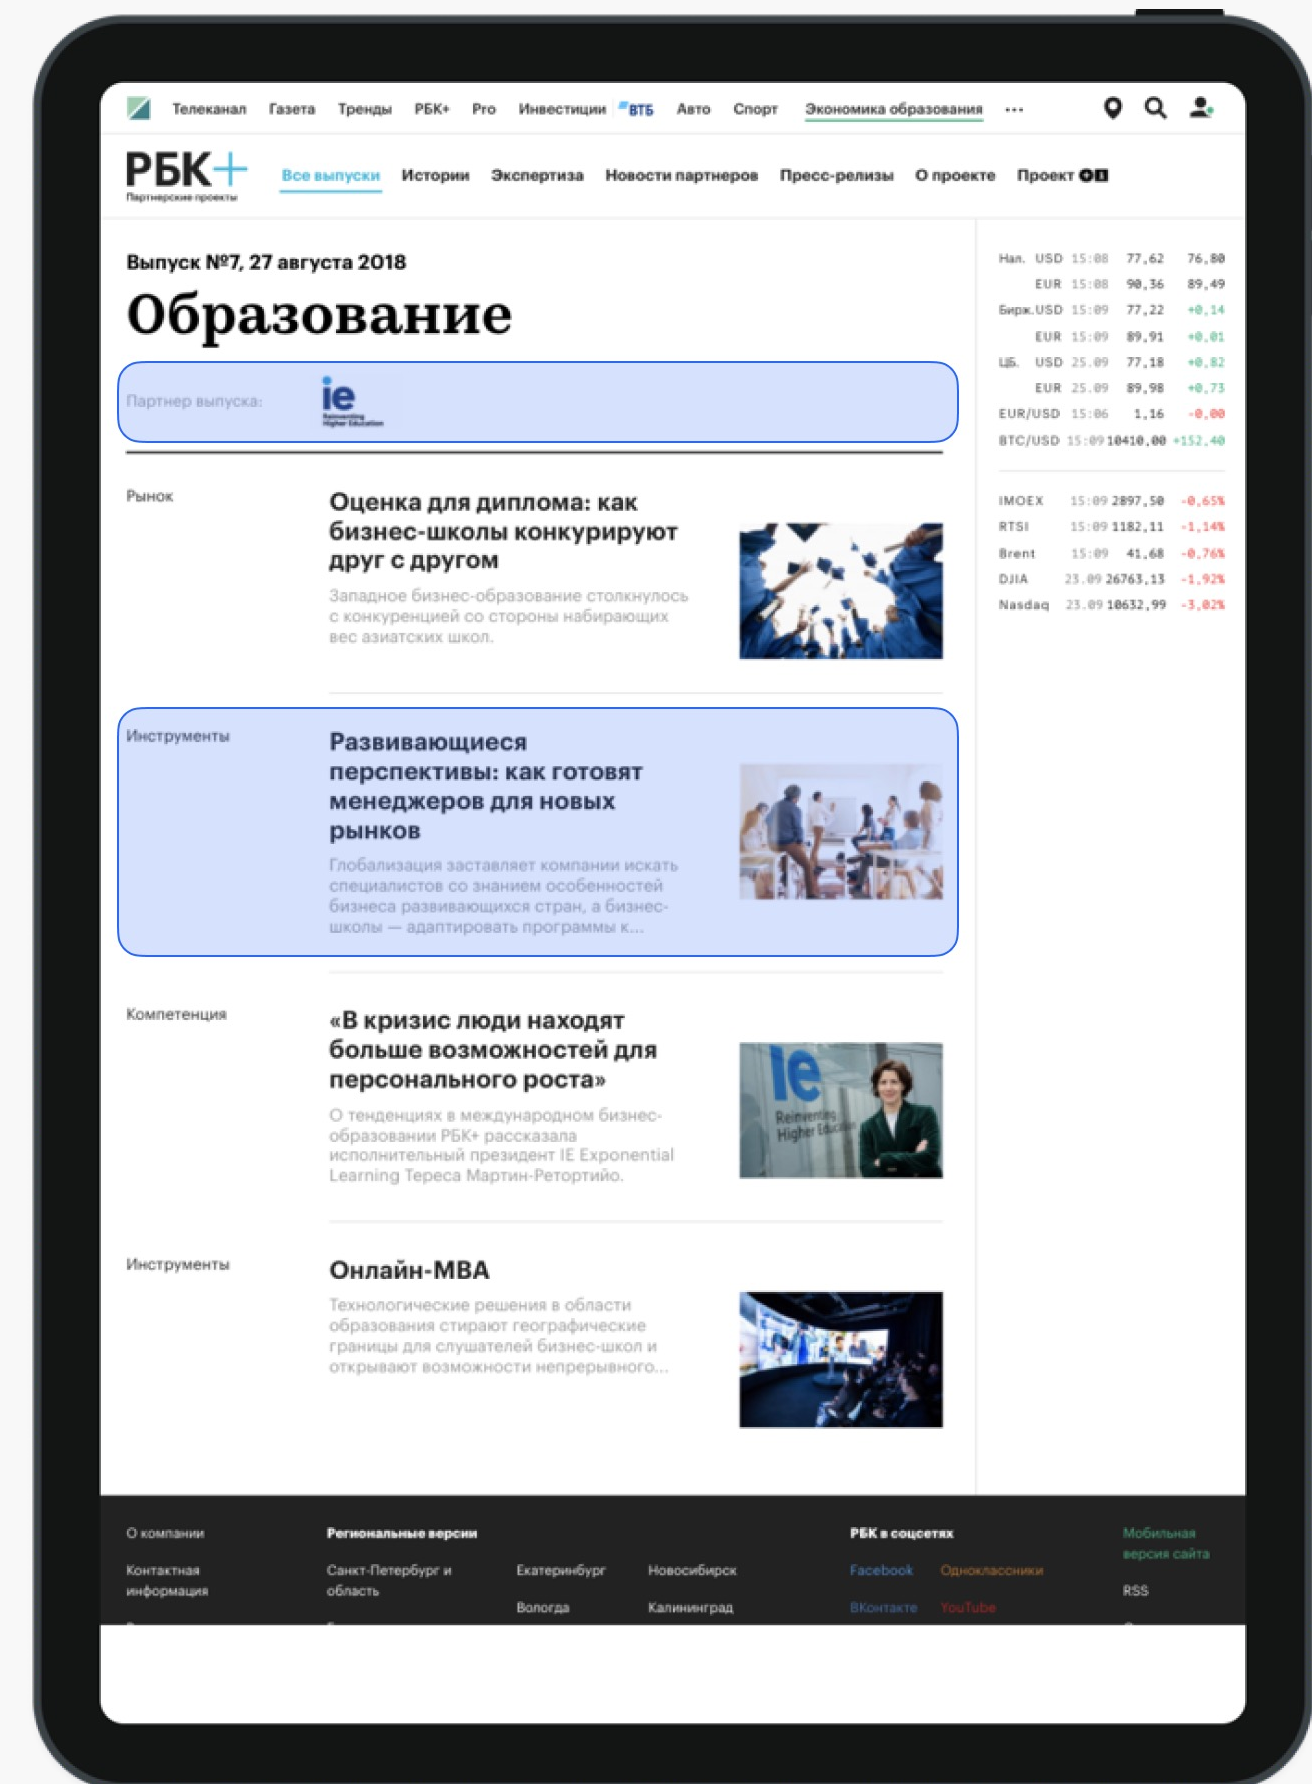 Телеканал Газета Тренды РБК+ Pro Инвестиции ВТБ Авто Спорт Экономика образования ...
РБК+
Партнерские проекты
Все выпуски Истории Экспертиза Новости партнеров Пресс-релизы О проекте Проект
Выпуск №7, 27 августа 2018
Образование
Партнер выпуска:
ie
Reinventing
Higher Education
Рынок
Оценка для диплома: как
бизнес-школы конкурируют
друг с другом
Западное бизнес-образование столкнулось
с конкуренцией со стороны набирающих
вес азиатских школ.
Инструменты
Развивающиеся
перспективы: как готовят
менеджеров для новых
рынков
Глобализация заставляет компании искать
специалистов со знанием особенностей
бизнеса развивающихся стран, а бизнес-
школы — адаптировать программы к...
Компетенция
«В кризис люди находят
больше возможностей для
персонального роста»
О тенденциях в международном бизнес-
образовании РБК+ рассказала
исполнительный президент IE Exponential
Learning Тереса Мартин-Ретортийо.
ie
Reinventing
Higher Education
Инструменты
Онлайн-MBA
Технологические решения в области
образования стирают географические
границы для слушателей бизнес-школ и
открывают возможности непрерывного...
Нал. USD 15:08 77,62 76,80
EUR 15:08 90,36 89,49
Бирж. USD 15:09 77,22 +0,14
EUR 15:09 89,91 +0,01
ЦБ. USD 25.09 77,18 +0,82
EUR 25.09 89,98 +0,73
EUR/USD 15:06 1,16 -0,00
BTC/USD 15:09 10410,00 +152,40
IMOEX 15:09 2897,50 -0,65%
RTSI 15:09 1182,11 -1,14%
Brent 15:09 41,68 -0,76%
DJIA 23.09 26763,13 -1,92%
Nasdaq 23.09 10632,99 -3,02%
О компании
Контактная
информация
Региональные версии
Санкт-Петербург и
область
Екатеринбург
Вологда
Новосибирск
Калининград
РБК в соцсетях
Facebook Одноклассники
ВКонтакте YouTube
Мобильная
версия сайта
RSS